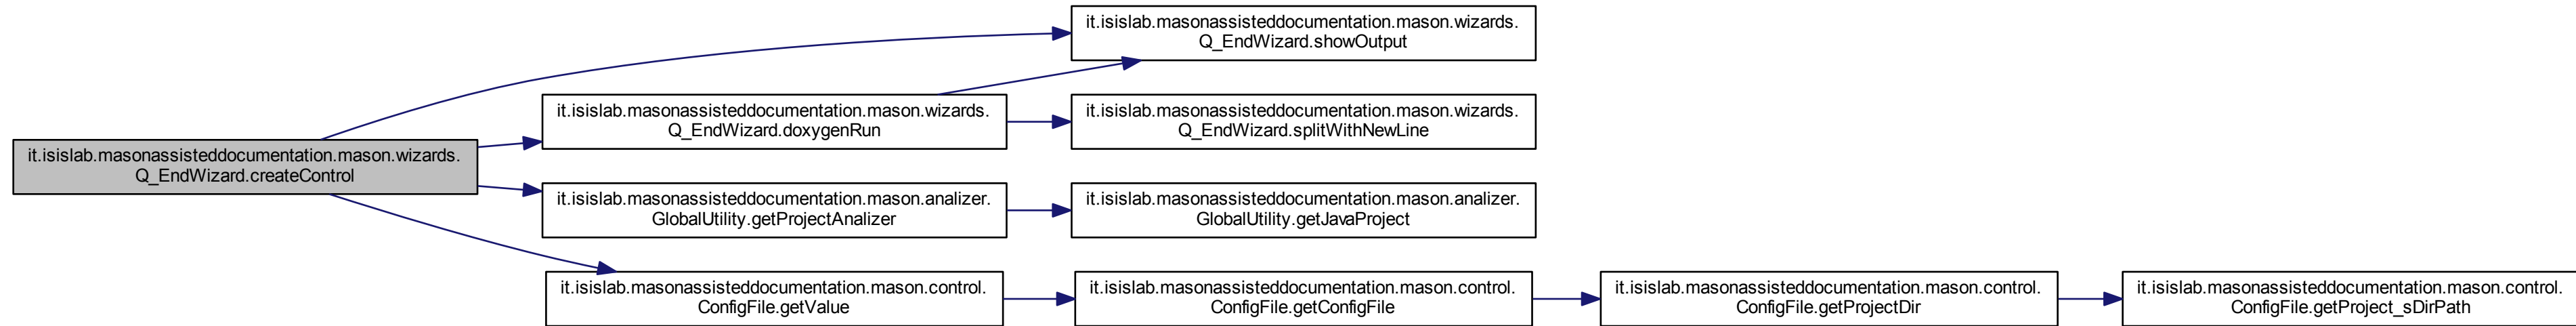 it.isislab.masonassisteddocumentation.mason.wizards.
Q_EndWizard.createControl
it.isislab.masonassisteddocumentation.mason.wizards.
Q_EndWizard.showOutput
it.isislab.masonassisteddocumentation.mason.wizards.
Q_EndWizard.doxygenRun
it.isislab.masonassisteddocumentation.mason.wizards.
Q_EndWizard.splitWithNewLine
it.isislab.masonassisteddocumentation.mason.analizer.
GlobalUtility.getProjectAnalizer
it.isislab.masonassisteddocumentation.mason.analizer.
GlobalUtility.getJavaProject
it.isislab.masonassisteddocumentation.mason.control.
ConfigFile.getValue
it.isislab.masonassisteddocumentation.mason.control.
ConfigFile.getConfigFile
it.isislab.masonassisteddocumentation.mason.control.
ConfigFile.getProjectDir
it.isislab.masonassisteddocumentation.mason.control.
ConfigFile.getProject_sDirPath